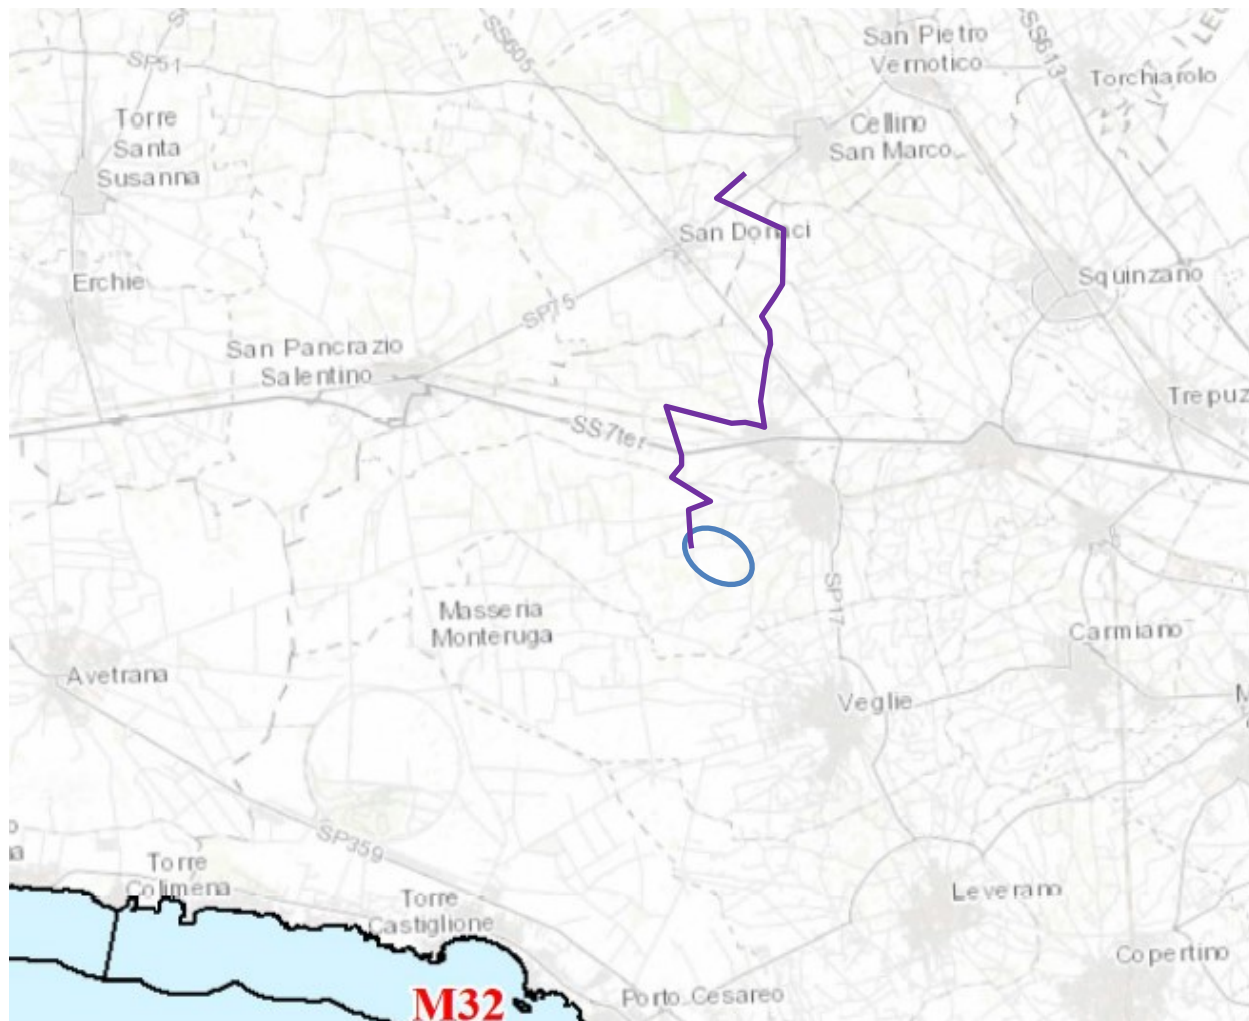 SS605
SS613
San Pietro
Vernotico
SP51
Torchiarolo
Torre
Santa
Susanna
Cellino
San Marco
San Donaci
Erchie
Squinzano
SP75
San Pancrazio
Salentino
Trepuz
SS7ter
SP17
Masseria
Monteruga
Carmiano
Avetrana
Veglie
M
SP359
Torre
Colimena
Torre
Castiglione
Leverano
Copertino
Porto Cesareo
M32